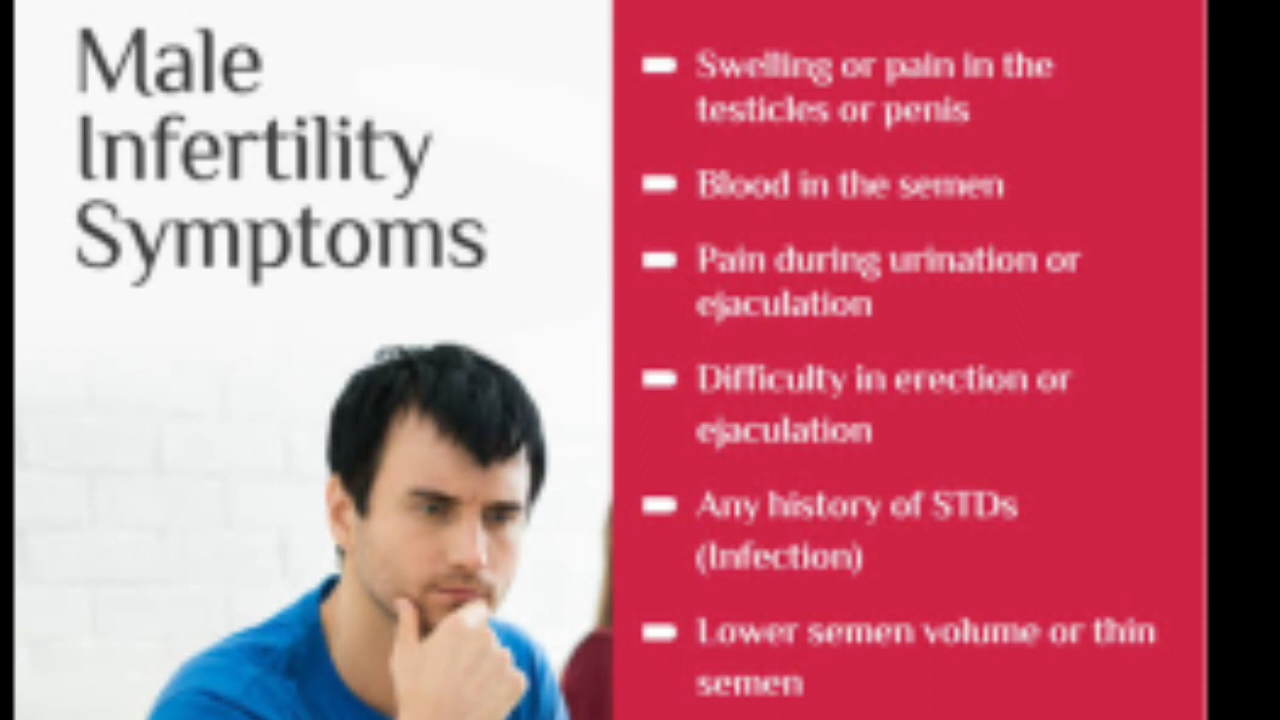 Male
Infertility
Symptoms
Swelling or pain in the
testicles or penis
Blood in the semen
Pain during urination or
ejaculation
Difficulty in erection or
ejaculation
Any history of STDs
(Infection)
Lower semen volume or thin
semen